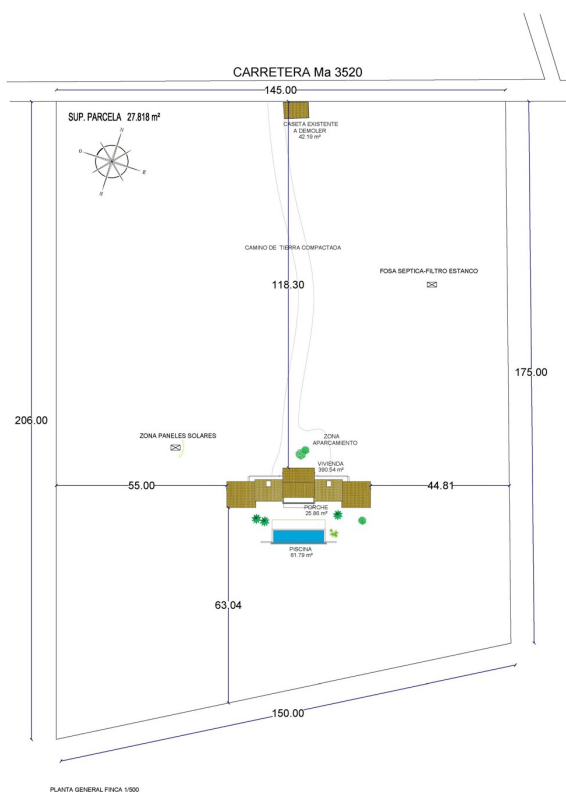 CARRETERA Ma 3520
145.00
SUP. PARCELA 27.818 m²
CASETA EXISTENTE
A DEMOLER
42.19 m²
N
O
E
S
CAMINO DE TIERRA COMPACTADA
FOSA SEPTICA-FILTRO ESTANCO
118.30
175.00
206.00
ZONA PANELES SOLARES
ZONA
APARCAMIENTO
VIVIENDA
390.54 m²
55.00
44.81
PORCHE
25.86 m²
PISCINA
61.79 m²
63.04
150.00
PLANTA GENERAL FINCA 1/500